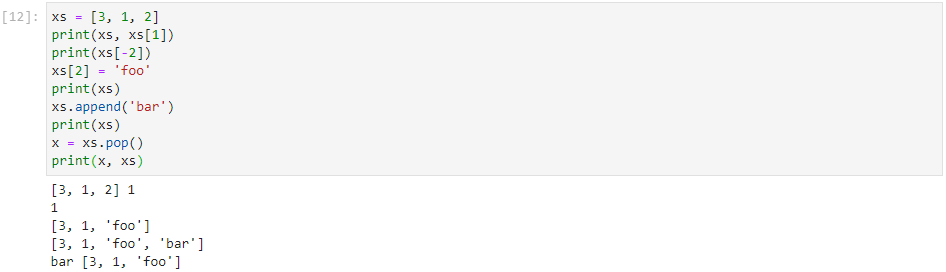 [12]: xs = [3, 1, 2]
print(xs, xs[1])
print(xs[-2])
xs[2] = 'foo'
print(xs)
xs.append('bar')
print(xs)
x = xs.pop()
print(x, xs)
[3, 1, 2] 1
1
[3, 1, 'foo']
[3, 1, 'foo', 'bar']
bar [3, 1, 'foo']